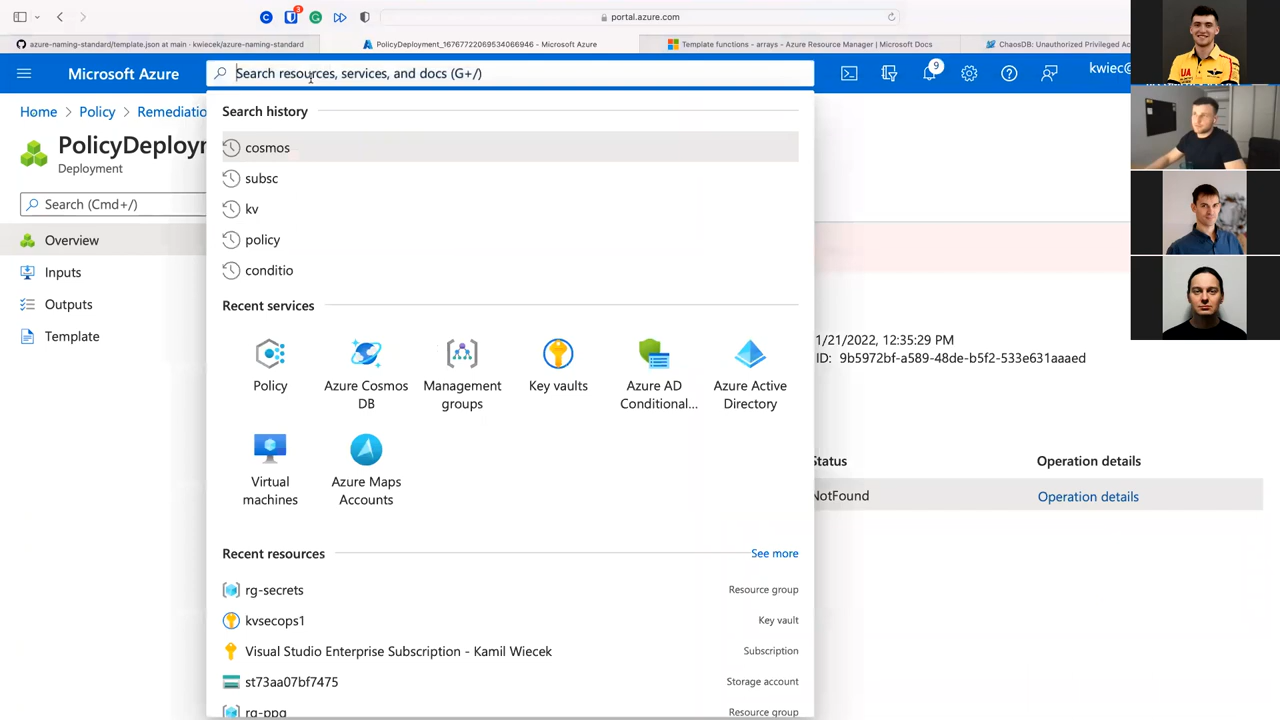 3
portal.azure.com
azure-naming-standard/template.json at main · kwiecek/azure-naming-standard
PolicyDeployment_16767722069534066946 - Microsoft Azure
Template functions - arrays - Azure Resource Manager | Microsoft Docs
ChaosDB: Unauthorized Privileged Ac
Microsoft Azure
Search resources, services, and docs (G+/)
9
kwiec@
UA
Home
Policy
Remediatio
PolicyDeployr
Deployment
Search (Cmd+/)
Overview
Inputs
Outputs
Template
Search history
cosmos
subsc
kv
policy
conditio
Recent services
Policy
Azure Cosmos
DB
Management
groups
Key vaults
Azure AD
Conditional...
Azure Active
Directory
Virtual
machines
Azure Maps
Accounts
Recent resources
See more
rg-secrets
Resource group
kvsecops1
Key vault
Visual Studio Enterprise Subscription - Kamil Wiecek
Subscription
st73aa07bf7475
Storage account
rg-ppg
Resource group
1/21/2022, 12:35:29 PM
ID: 9b5972bf-a589-48de-b5f2-533e631aaaed
Status
Operation details
NotFound
Operation details